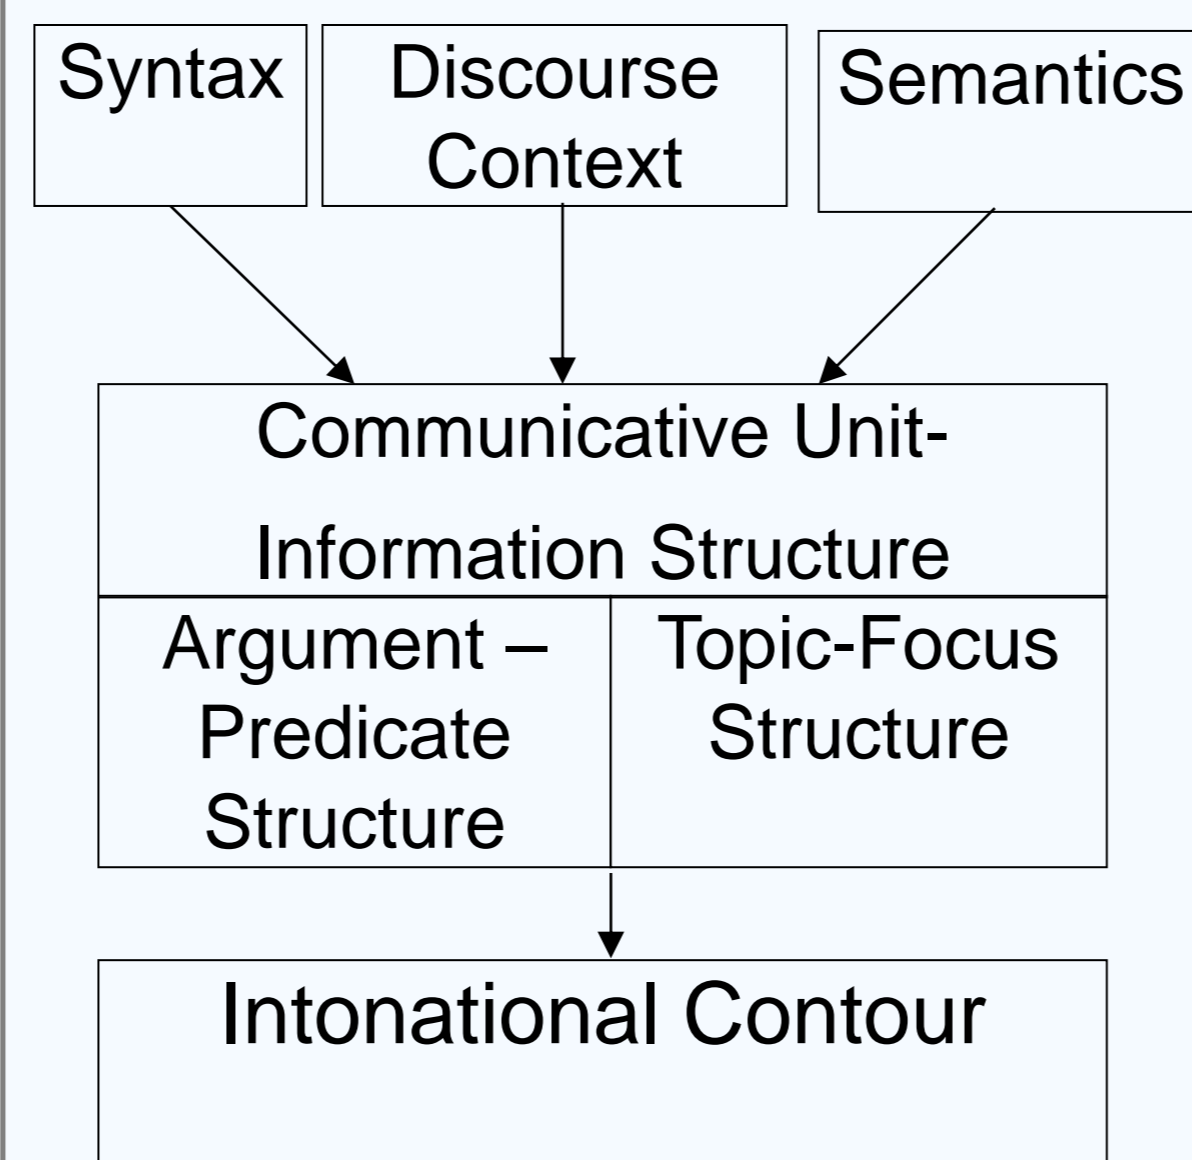 Syntax
Discourse
Context
Semantics
Communicative Unit-
Information Structure
Argument –
Predicate
Structure
Topic-Focus
Structure
Intonational Contour